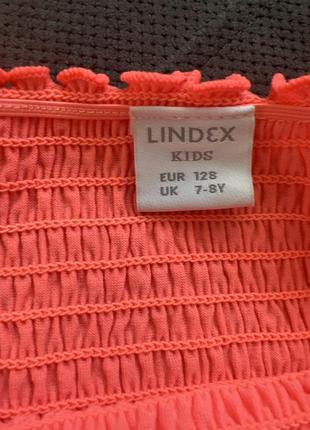 LINDEX
KIDS
EUR 128
UK 7-8Y